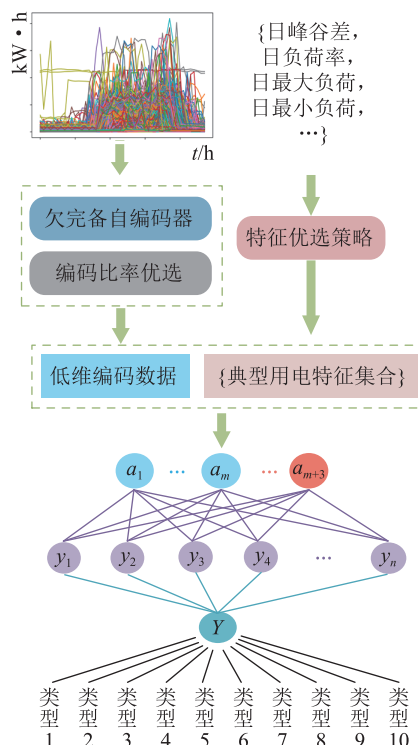 kW·h
t/h
{日峰谷差，
日负荷率，
日最大负荷，
日最小负荷，
…}
欠完备自编码器
编码比率优选
特征优选策略
低维编码数据
{典型用电特征集合}
a1 … am … am+3
y1 y2 y3 y4 … yn
Y
类型1 类型2 类型3 类型4 类型5 类型6 类型7 类型8 类型9 类型10